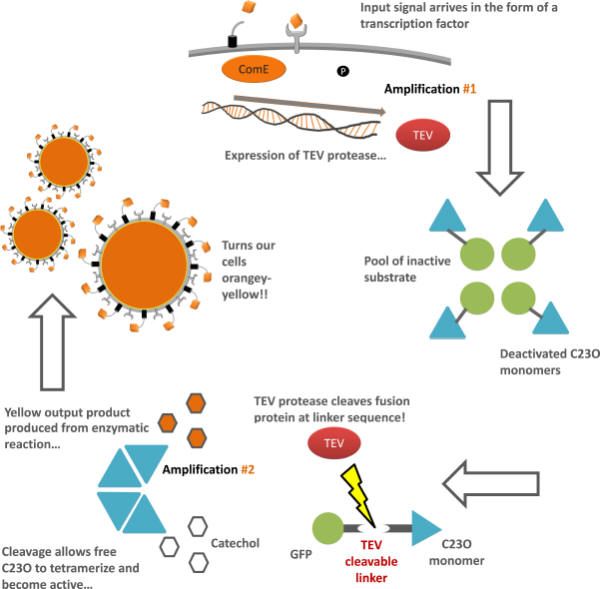 Input signal arrives in the form of a
transcription factor
ComE
P
Amplification #1
TEV
Expression of TEV protease…
Turns our
cells
orangey-
yellow!!
Pool of inactive
substrate
Deactivated C23O
monomers
Yellow output product
produced from enzymatic
reaction…
TEV protease cleaves fusion
protein at linker sequence!
TEV
Amplification #2
Catechol
GFP
TEV
cleavable
linker
C23O
monomer
Cleavage allows free
C23O to tetramerize and
become active…